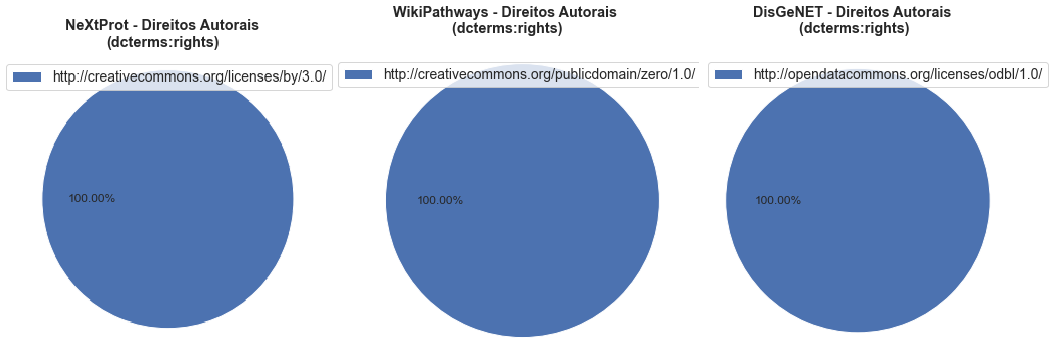 NeXtProt - Direitos Autorais
(dcterms:rights)
http://creativecommons.org/licenses/by/3.0/
100.00%
WikiPathways - Direitos Autorais
(dcterms:rights)
http://creativecommons.org/publicdomain/zero/1.0/
100.00%
DisGeNET - Direitos Autorais
(dcterms:rights)
http://opendatacommons.org/licenses/odbl/1.0/
100.00%